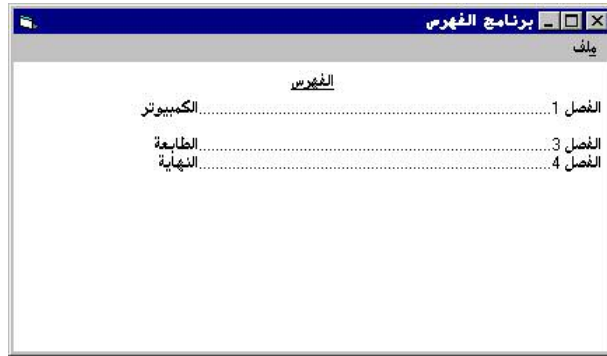 برنامج الفهرس
ملف
الفهرس
الفصل 1........................................................................الكمبيوتر
الفصل 3........................................................................الطابعة
الفصل 4........................................................................النهاية